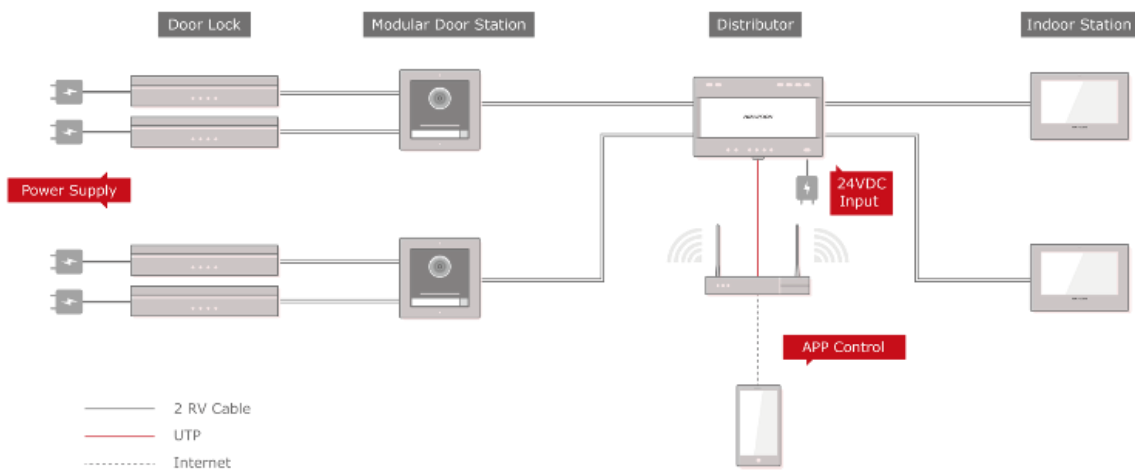 Door Lock
Modular Door Station
Distributor
Indoor Station
Power Supply
24VDC
Input
APP Control
2 RV Cable
UTP
Internet